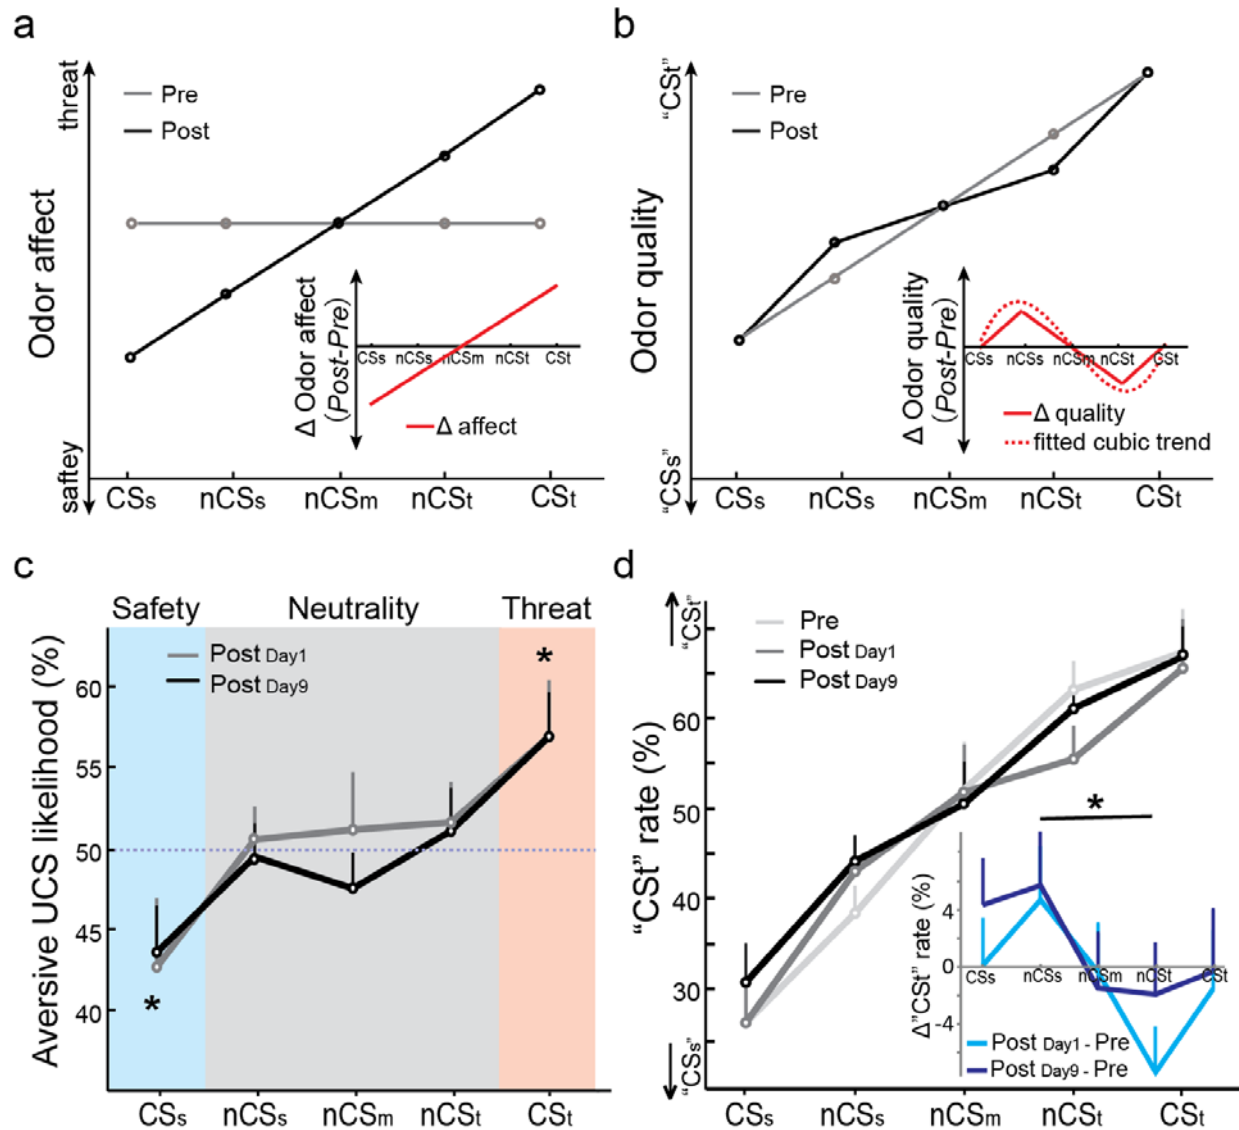 a
threat
Odor affect
saftey
Pre
Post
Δ Odor affect
(Post-Pre)
CSs nCSs nCSm nCSt CSt
Δ affect
CSs nCSs nCSm nCSt CSt
b
“CSt”
Odor quality
“CSs”
Pre
Post
Δ Odor quality
(Post-Pre)
CSs nCSs nCSm nCSt CSt
Δ quality
fitted cubic trend
CSs nCSs nCSm nCSt CSt
c
Safety Neutrality Threat
Aversive UCS likelihood (%)
Post Day1
Post Day9
*
60
55
50
45
40
*
CSs nCSs nCSm nCSt CSt
d
“CSt”
“CSt” rate (%)
“CSs”
Pre
Post Day1
Post Day9
60
50
40
30
*
Δ”CSt” rate (%)
4
0
-4
CSs nCSs nCSm nCSt CSt
Post Day1 - Pre
Post Day9 - Pre
CSs nCSs nCSm nCSt CSt